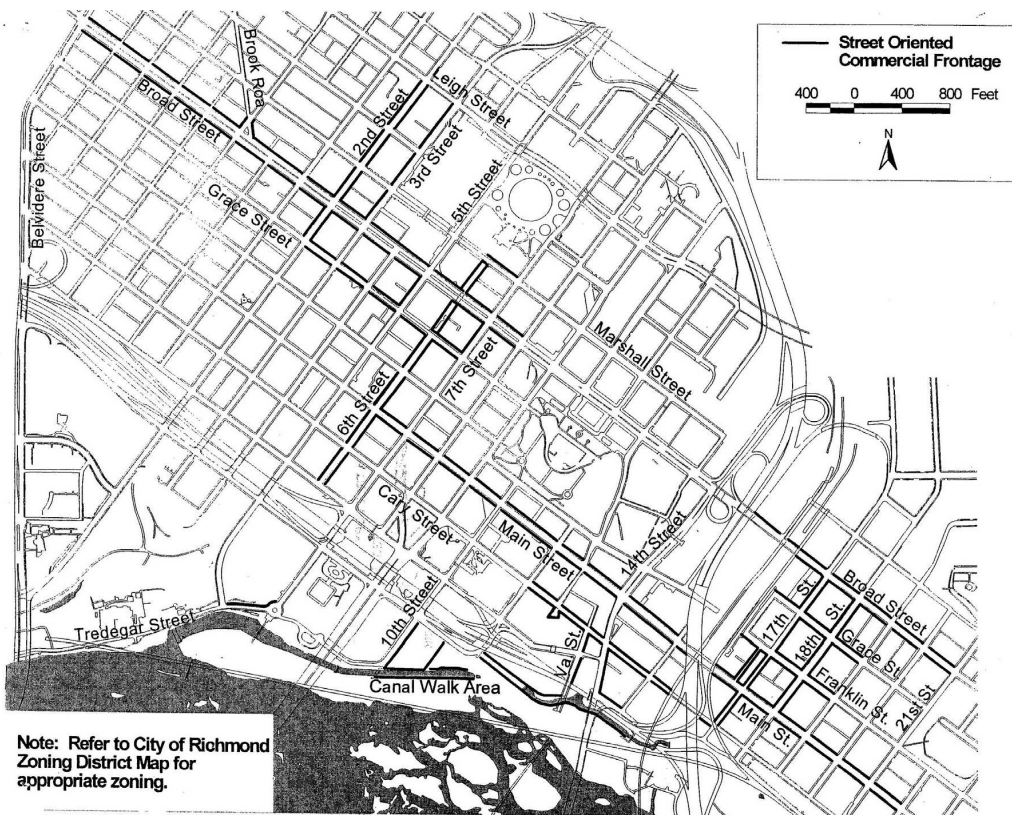 Street Oriented
Commercial Frontage
400 0 400 800 Feet
N
Brook Roa
Broad Street
Leigh Street
2nd Street
3rd Street
5th Street
Belvidere Street
Grace Street
Marshall Street
7th Street
6th Street
Cary Street
Main Street
14th Street
10th Street
Tredegar Street
Canal Walk Area
Va. St.
17th
St.
18th
St.
Broad Street
Grace St.
Franklin St.
21st St
Main St.
Note: Refer to City of Richmond
Zoning District Map for
appropriate zoning.